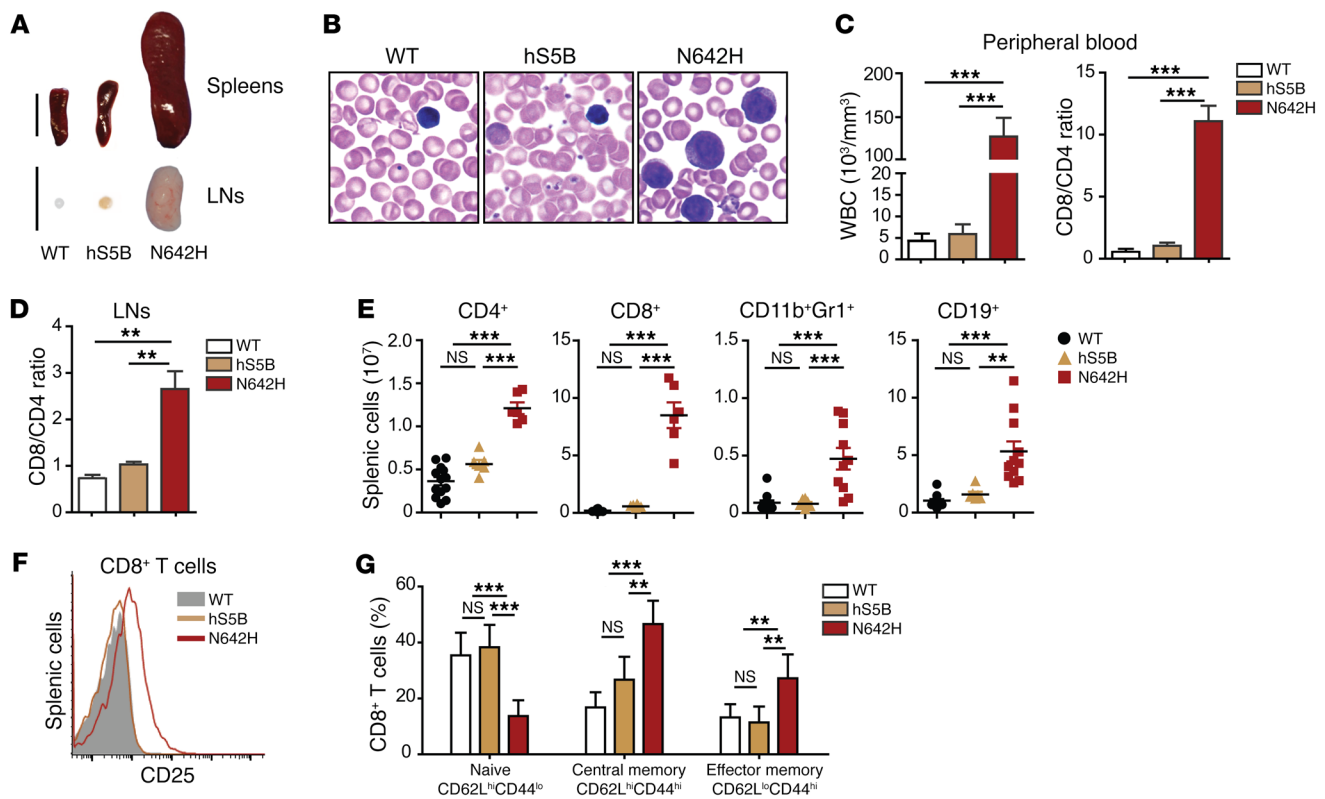 A
Spleens
LNs
WT hS5B N642H
B
WT hS5B N642H
C
Peripheral blood
WBC (10³/mm³)
200
150
100
20
10
5
0
***
***
CD8/CD4 ratio
15
10
5
0
***
***
WT
hS5B
N642H
D
LNs
CD8/CD4 ratio
4
3
2
1
0
**
**
WT
hS5B
N642H
E
Splenic cells (10⁷)
CD4⁺
2.0
1.5
1.0
0.5
0
***
NS ***
CD8⁺
15
10
5
0
***
NS ***
CD11b⁺Gr1⁺
1.5
1.0
0.5
0
***
NS ***
CD19⁺
15
10
5
0
***
NS **
WT
hS5B
N642H
F
CD8⁺ T cells
Splenic cells
WT
hS5B
N642H
CD25
G
CD8⁺ T cells (%)
60
40
20
0
***
NS ***
***
**
NS
**
**
NS
Naive
CD62LʰⁱCD44ˡᵒ
Central memory
CD62LʰⁱCD44ʰⁱ
Effector memory
CD62LˡᵒCD44ʰⁱ
WT
hS5B
N642H